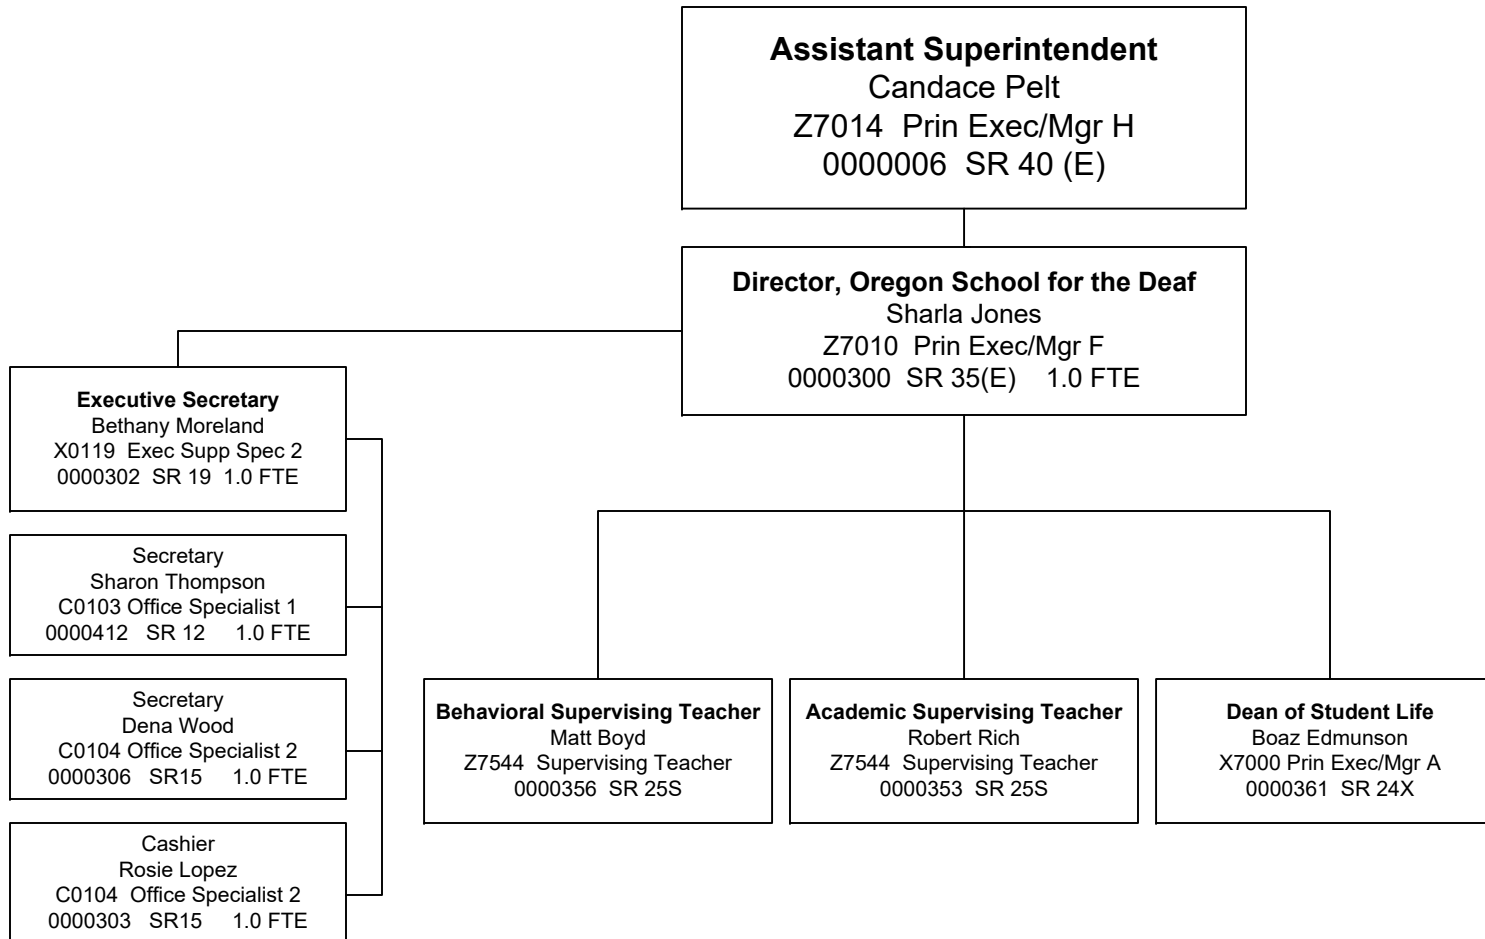 Assistant Superintendent
Candace Pelt
Z7014 Prin Exec/Mgr H
0000006 SR 40 (E)
Director, Oregon School for the Deaf
Sharla Jones
Z7010 Prin Exec/Mgr F
0000300 SR 35(E) 1.0 FTE
Executive Secretary
Bethany Moreland
X0119 Exec Supp Spec 2
0000302 SR 19 1.0 FTE
Secretary
Sharon Thompson
C0103 Office Specialist 1
0000412 SR 12 1.0 FTE
Secretary
Dena Wood
C0104 Office Specialist 2
0000306 SR15 1.0 FTE
Cashier
Rosie Lopez
C0104 Office Specialist 2
0000303 SR15 1.0 FTE
Behavioral Supervising Teacher
Matt Boyd
Z7544 Supervising Teacher
0000356 SR 25S
Academic Supervising Teacher
Robert Rich
Z7544 Supervising Teacher
0000353 SR 25S
Dean of Student Life
Boaz Edmunson
X7000 Prin Exec/Mgr A
0000361 SR 24X